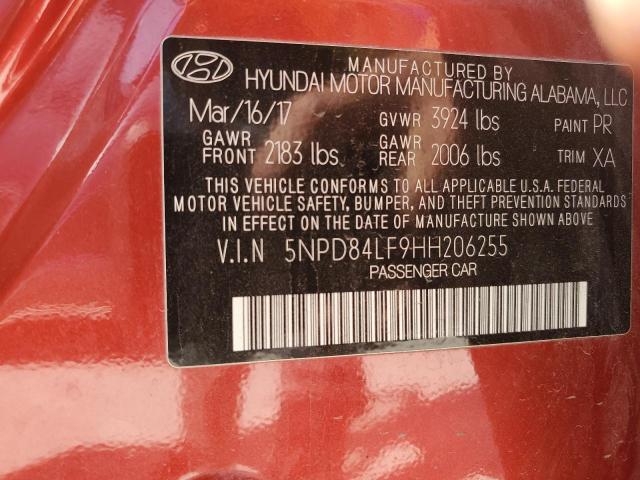 MANUFACTURED BY
HYUNDAI MOTOR MANUFACTURING ALABAMA, LLC
Mar/16/17 GVWR 3924 lbs PAINT PR
GAWR FRONT 2183 lbs. GAWR REAR 2006 lbs TRIM XA
THIS VEHICLE CONFORMS TO ALL APPLICABLE U.S.A. FEDERAL
MOTOR VEHICLE SAFETY, BUMPER, AND THEFT PREVENTION STANDARDS
IN EFFECT ON THE DATE OF MANUFACTURE SHOWN ABOVE
V.I.N 5NPD84LF9HH206255
PASSENGER CAR